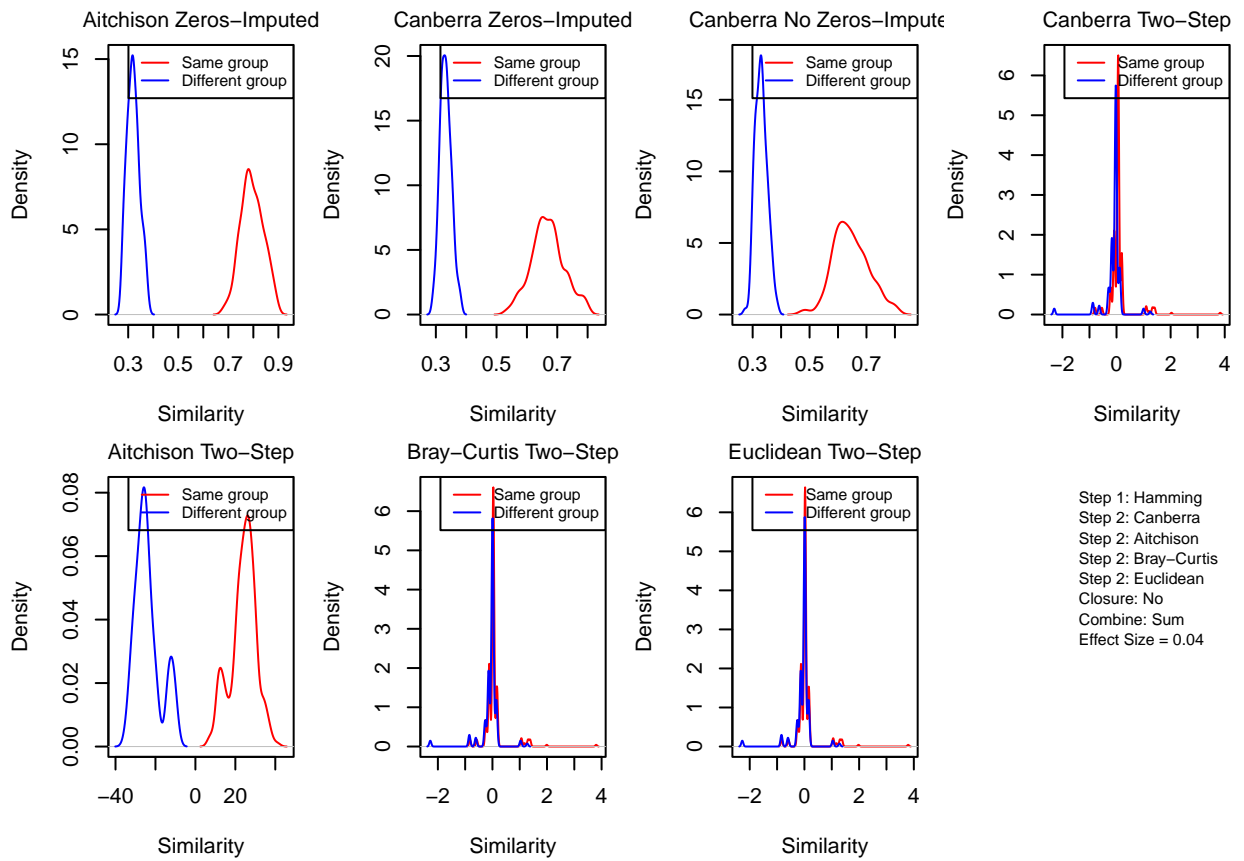 Aitchison Zeros−Imputed
Canberra Zeros−Imputed
Canberra No Zeros−Impute
Canberra Two−Step
Same group
Different group
Same group
Different group
Same group
Different group
Same group
Different group
Density
0
5
10
15
0.3
0.5
0.7
0.9
Similarity
Density
0
5
10
15
20
0.3
0.5
0.7
Similarity
Density
0
5
10
15
0.3
0.5
0.7
Similarity
Density
0
1
2
3
4
5
6
−2
0
2
4
Similarity
Aitchison Two−Step
Bray−Curtis Two−Step
Euclidean Two−Step
Same group
Different group
Same group
Different group
Same group
Different group
Density
0.00
0.02
0.04
0.06
0.08
−40
0
20
Similarity
Density
0
1
2
3
4
5
6
−2
0
2
4
Similarity
Density
0
1
2
3
4
5
6
−2
0
2
4
Similarity
Step 1: Hamming
Step 2: Canberra
Step 2: Aitchison
Step 2: Bray−Curtis
Step 2: Euclidean
Closure: No
Combine: Sum
Effect Size = 0.04